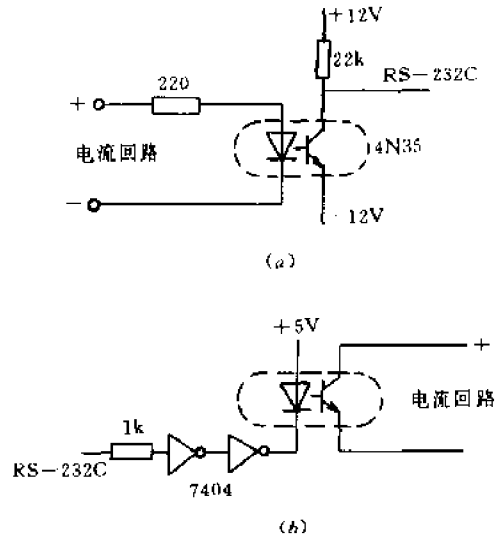 +12V
22k
RS-232C
220
+
电流回路
4N35
-
-12V
(a)
+5V
+
电流回路
1k
RS-232C
7404
(b)